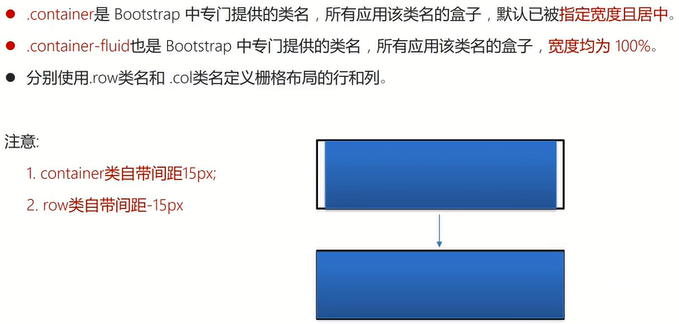 .container是 Bootstrap 中专门提供的类名，所有应用该类名的盒子，默认已被指定宽度且居中。
.container-fluid也是 Bootstrap 中专门提供的类名，所有应用该类名的盒子，宽度均为 100%。
分别使用.row类名和 .col类名定义栅格布局的行和列。
注意:
1. container类自带间距15px;
2. row类自带间距-15px